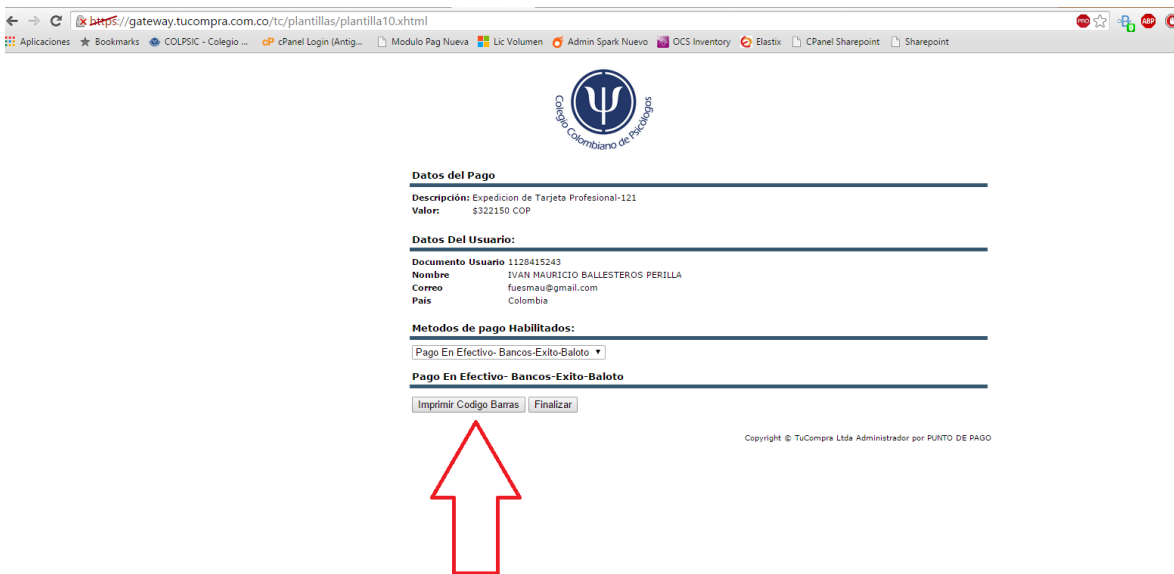 https://gateway.tucompra.com.co/tc/plantillas/plantilla10.xhtml
PRO ABP
Aplicaciones Bookmarks COLPSIC - Colegio ... cP cPanel Login (Antig... Modulo Pag Nueva Lic Volumen Admin Spark Nuevo OCS Inventory Elastix CPanel Sharepoint Sharepoint
Colegio Colombiano de Psicólogos
Datos del Pago
Descripción: Expedicion de Tarjeta Profesional-121
Valor: $322150 COP
Datos Del Usuario:
Documento Usuario 1128415243
Nombre IVAN MAURICIO BALLESTEROS PERILLA
Correo fuesmau@gmail.com
País Colombia
Metodos de pago Habilitados:
Pago En Efectivo- Bancos-Exito-Baloto
Pago En Efectivo- Bancos-Exito-Baloto
Imprimir Codigo Barras Finalizar
Copyright © TuCompra Ltda Administrador por PUNTO DE PAGO